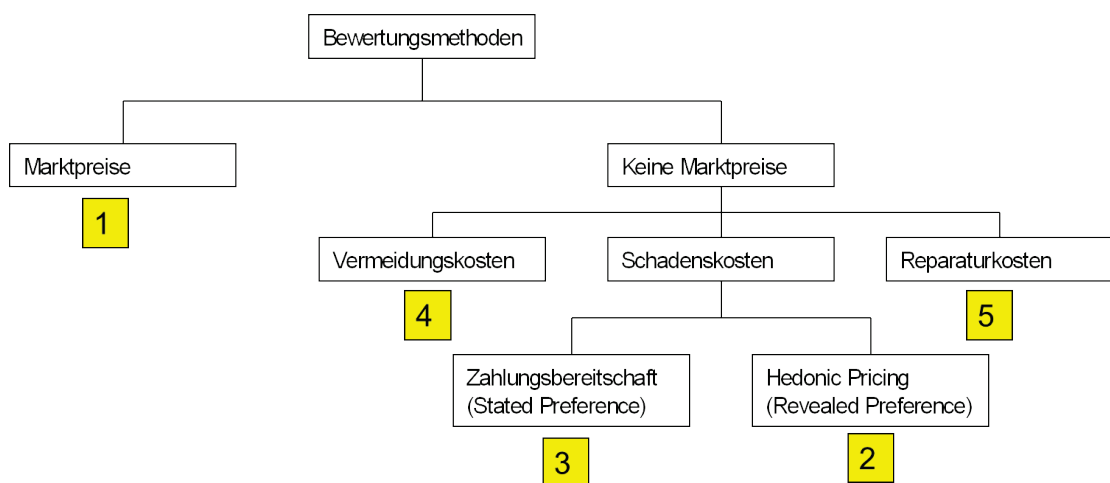 Bewertungsmethoden
Marktpreise
Keine Marktpreise
1
Vermeidungskosten
Schadenskosten
Reparaturkosten
4
5
Zahlungsbereitschaft
(Stated Preference)
Hedonic Pricing
(Revealed Preference)
3
2